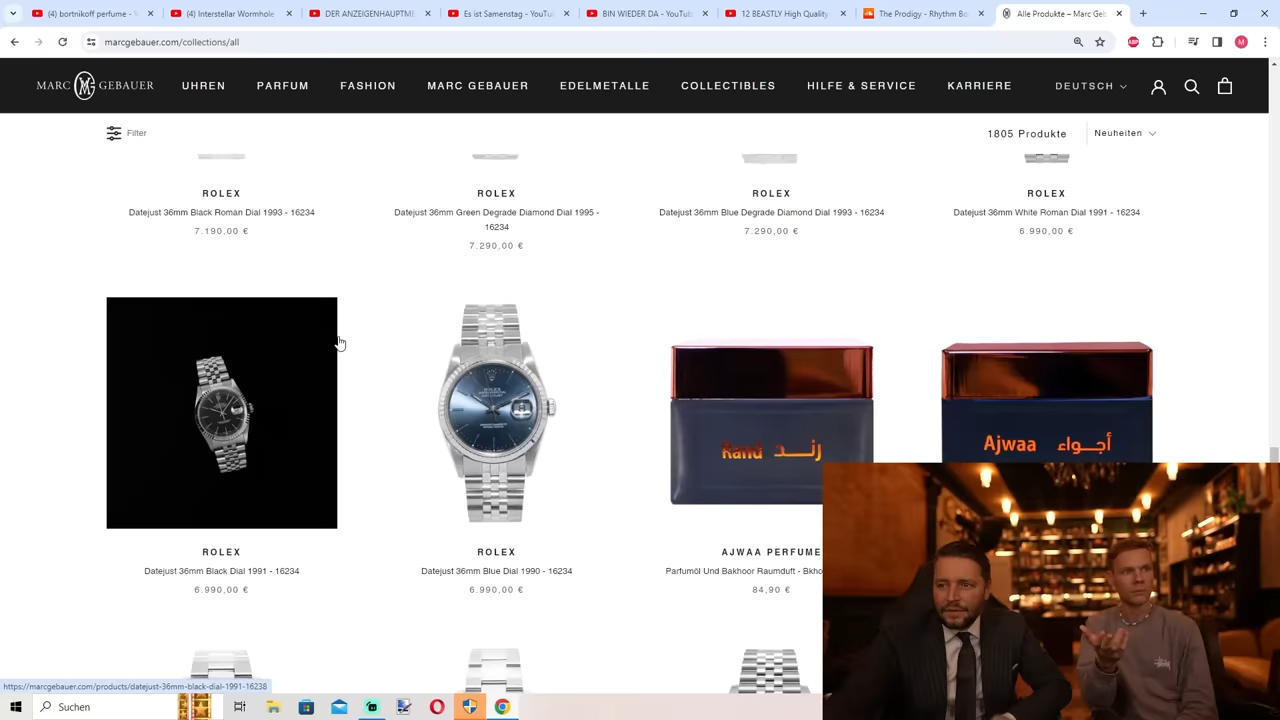 (4) bortnikoff perfume -
(4) Interstellar Wormhole
DER ANZEIGENHAUPTME
Es ist Samstag - YouTu
BIN WIEDER DA - YouTub
12 BEASTLY High Quality
The Prodigy - Rhythm Bo
Alle Produkte – Marc Geb
marcgebauer.com/collections/all
ABP
M
MARC GEBAUER
UHREN
PARFUM
FASHION
MARC GEBAUER
EDELMETALLE
COLLECTIBLES
HILFE & SERVICE
KARRIERE
DEUTSCH
Filter
1805 Produkte
Neuheiten
ROLEX
Datejust 36mm Black Roman Dial 1993 - 16234
7.190,00 €
ROLEX
Datejust 36mm Green Degrade Diamond Dial 1995 -
16234
7.290,00 €
ROLEX
Datejust 36mm Blue Degrade Diamond Dial 1993 - 16234
7.290,00 €
ROLEX
Datejust 36mm White Roman Dial 1991 - 16234
6.990,00 €
ROLEX
Rand رند
Ajwaa أجواء
ROLEX
Datejust 36mm Black Dial 1991 - 16234
6.990,00 €
ROLEX
Datejust 36mm Blue Dial 1990 - 16234
6.990,00 €
AJWAA PERFUME
Parfumöl Und Bakhoor Raumduft - Bkho
84,90 €
https://marcgebauer.com/products/datejust-36mm-black-dial-1991-16238
Suchen